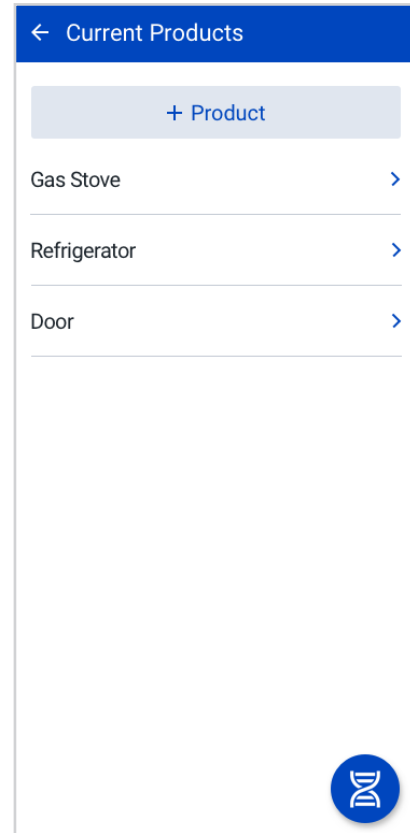 Current Products
+ Product
Gas Stove
Refrigerator
Door